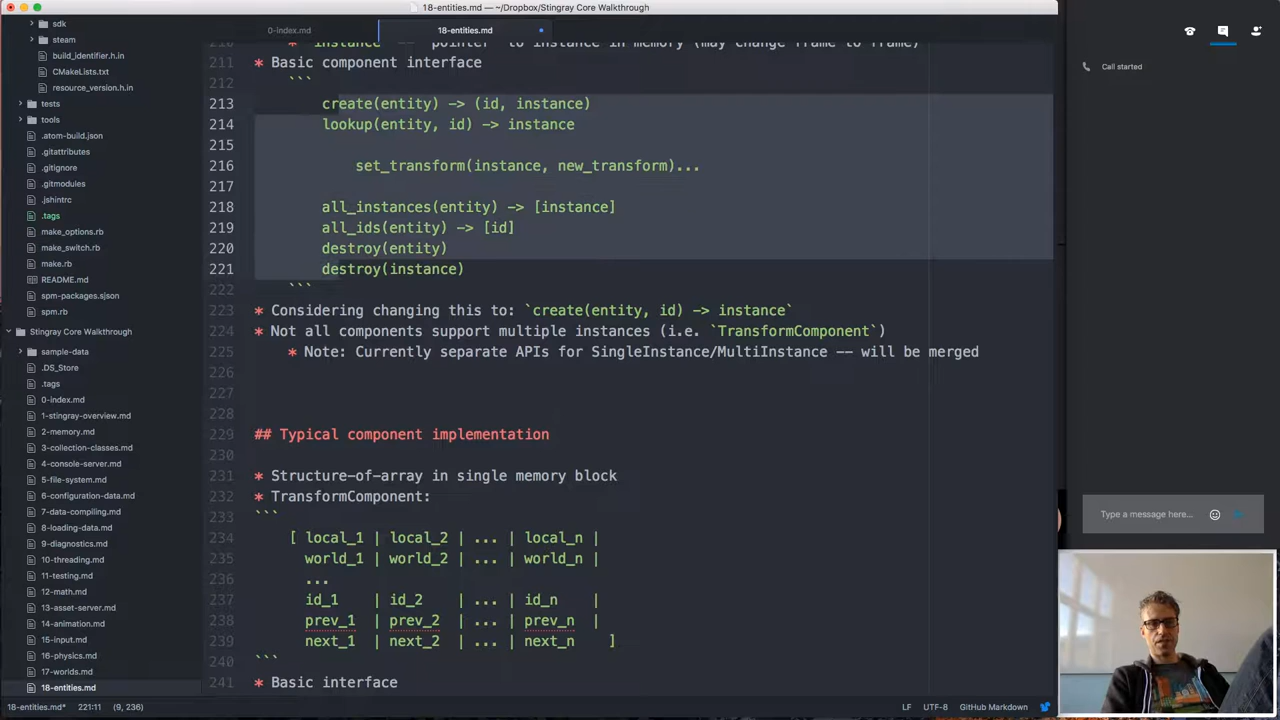 18-entities.md — ~/Dropbox/Stingray Core Walkthrough
0-index.md
18-entities.md
sdk
steam
build_identifier.h.in
CMakeLists.txt
resource_version.h.in
tests
tools
.atom-build.json
.gitattributes
.gitignore
.gitmodules
.jshintrc
.tags
make_options.rb
make_switch.rb
make.rb
README.md
spm-packages.sjson
spm.rb
Stingray Core Walkthrough
sample-data
.DS_Store
.tags
0-index.md
1-stingray-overview.md
2-memory.md
3-collection-classes.md
4-console-server.md
5-file-system.md
6-configuration-data.md
7-data-compiling.md
8-loading-data.md
9-diagnostics.md
10-threading.md
11-testing.md
12-math.md
13-asset-server.md
14-animation.md
15-input.md
16-physics.md
17-worlds.md
18-entities.md
210 * `instance` -- "pointer" to instance in memory (may change frame to frame)
211 * Basic component interface
212 ```
213 create(entity) -> (id, instance)
214 lookup(entity, id) -> instance
215
216 set_transform(instance, new_transform)...
217
218 all_instances(entity) -> [instance]
219 all_ids(entity) -> [id]
220 destroy(entity)
221 destroy(instance)
222 ```
223 * Considering changing this to: `create(entity, id) -> instance`
224 * Not all components support multiple instances (i.e. `TransformComponent`)
225 * Note: Currently separate APIs for SingleInstance/MultiInstance -- will be merged
226
227
228
229 ## Typical component implementation
230
231 * Structure-of-array in single memory block
232 * TransformComponent:
233 ```
234 [ local_1 | local_2 | ... | local_n |
235 world_1 | world_2 | ... | world_n |
236 ...
237 id_1 | id_2 | ... | id_n |
238 prev_1 | prev_2 | ... | prev_n |
239 next_1 | next_2 | ... | next_n ]
240 ```
241 * Basic interface
18-entities.md* 221:11 (9, 236)
LF UTF-8 GitHub Markdown
Call started
Type a message here...